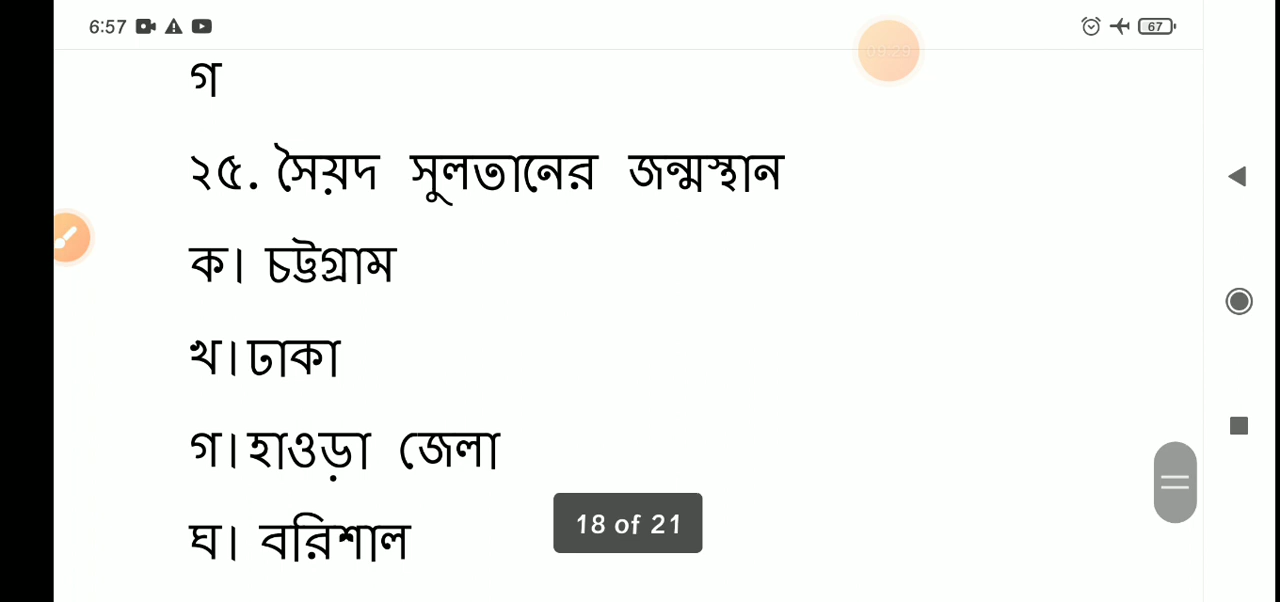 6:57
67
গ
২৫. সৈয়দ সুলতানের জন্মস্থান
ক। চট্টগ্রাম
খ। ঢাকা
গ। হাওড়া জেলা
ঘ। বরিশাল
18 of 21